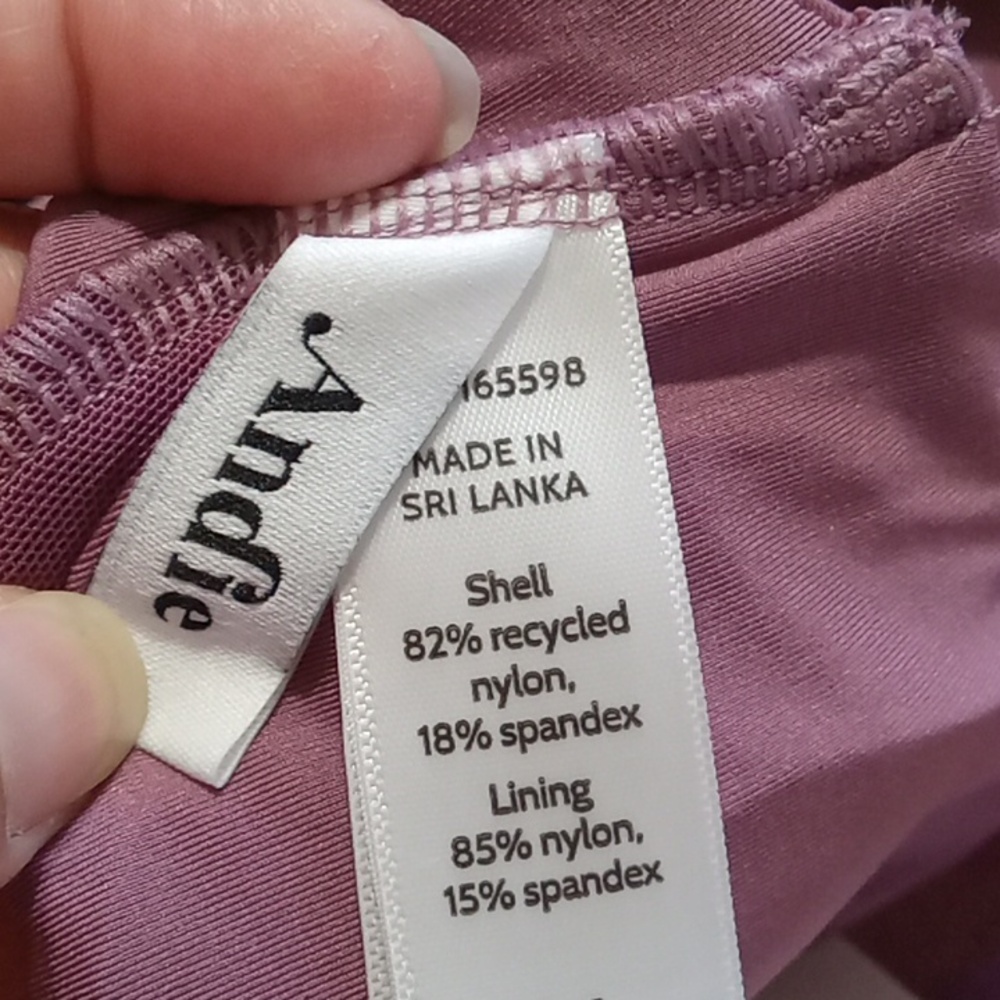 Andie
165598
MADE IN
SRI LANKA
Shell
82% recycled
nylon,
18% spandex
Lining
85% nylon,
15% spandex